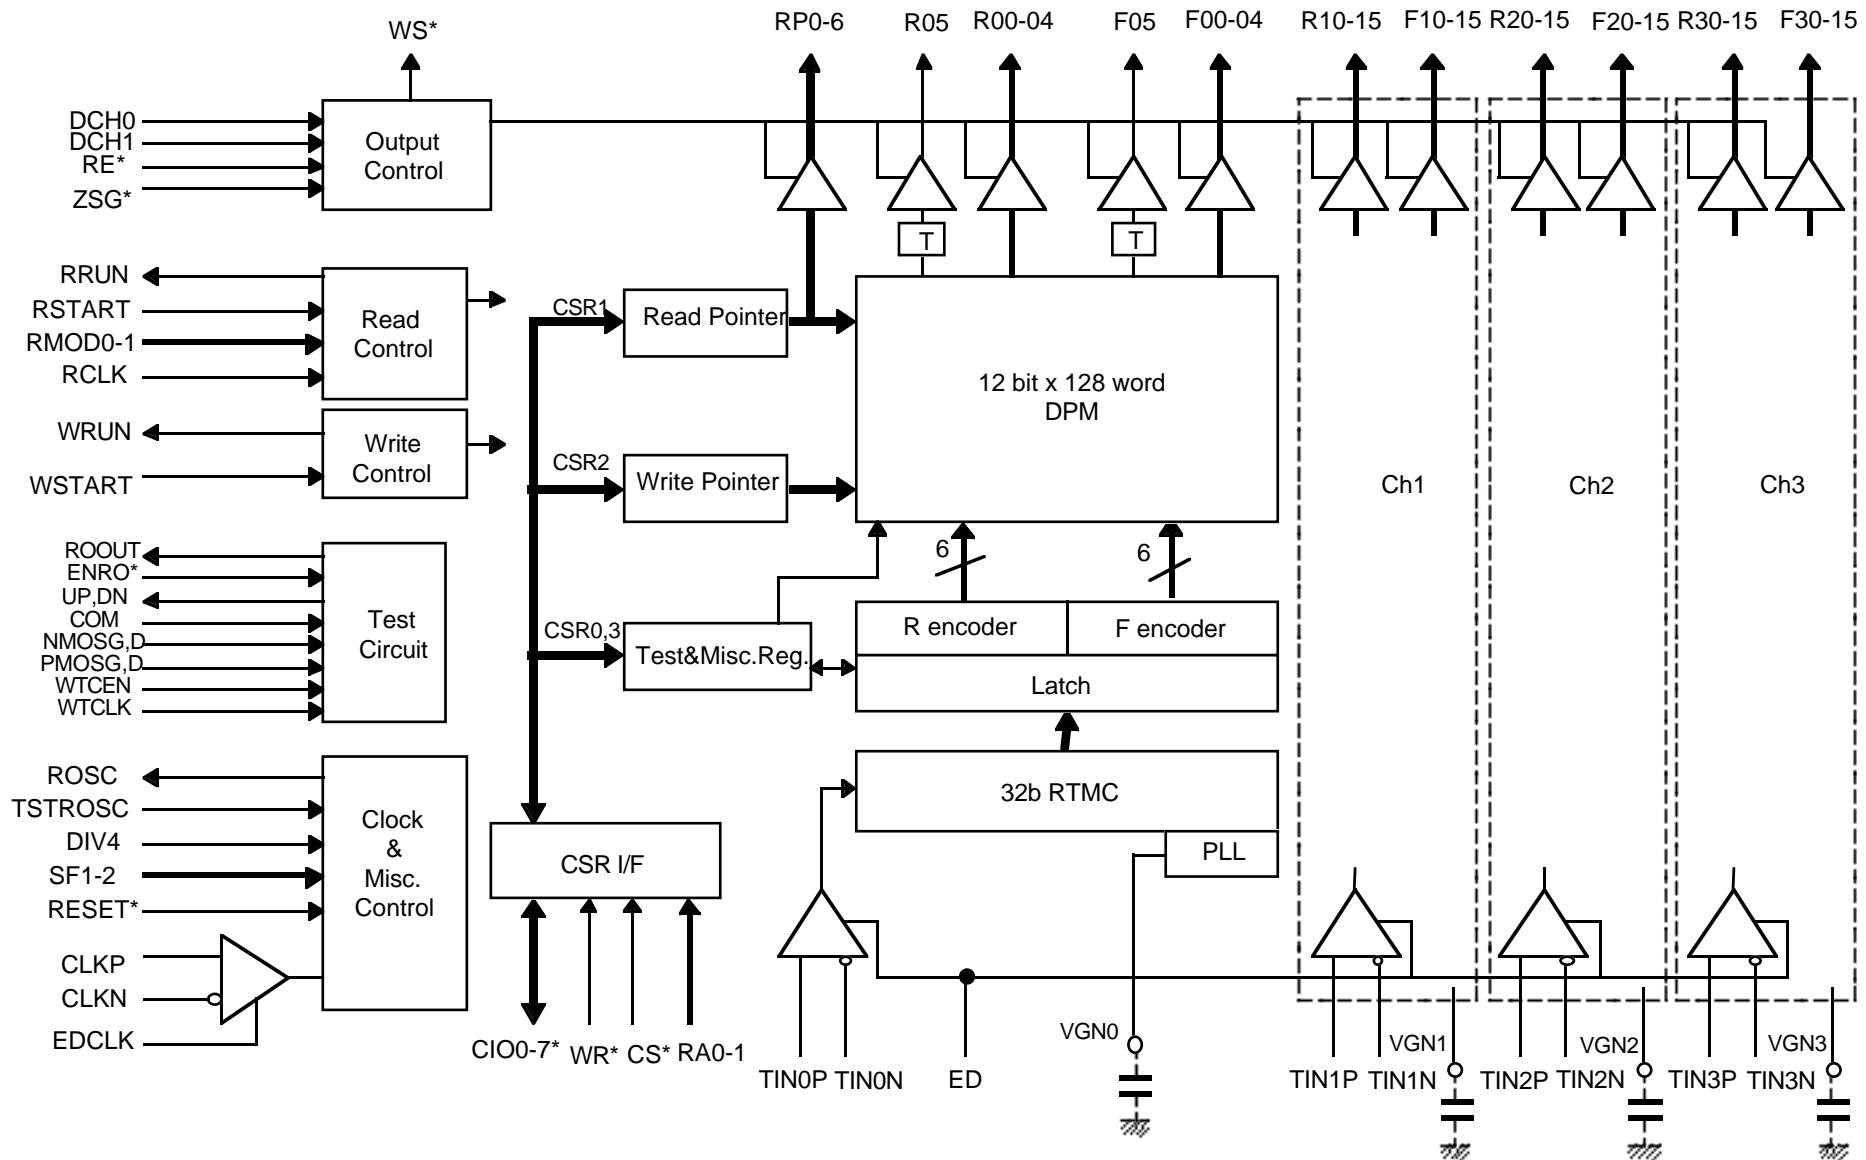 WS*
RP0-6
R05
R00-04
F05
F00-04
R10-15
F10-15
R20-15
F20-15
R30-15
F30-15
DCH0
DCH1
RE*
ZSG*
Output
Control
T
T
RRUN
RSTART
RMOD0-1
RCLK
Read
Control
CSR1
Read Pointer
12 bit x 128 word
DPM
WRUN
WSTART
Write
Control
CSR2
Write Pointer
Ch1
Ch2
Ch3
ROOUT
ENRO*
UP,DN
COM
NMOSG,D
PMOSG,D
WTCEN
WTCLK
Test
Circuit
6
6
CSR0,3
Test&Misc.Reg.
R encoder
F encoder
Latch
ROSC
TSTROSC
DIV4
SF1-2
RESET*
CLKP
CLKN
EDCLK
Clock
&
Misc.
Control
32b RTMC
PLL
CSR I/F
CIO0-7*
WR*
CS*
RA0-1
TIN0P
TIN0N
ED
VGN0
TIN1P
TIN1N
VGN1
TIN2P
TIN2N
VGN2
TIN3P
TIN3N
VGN3